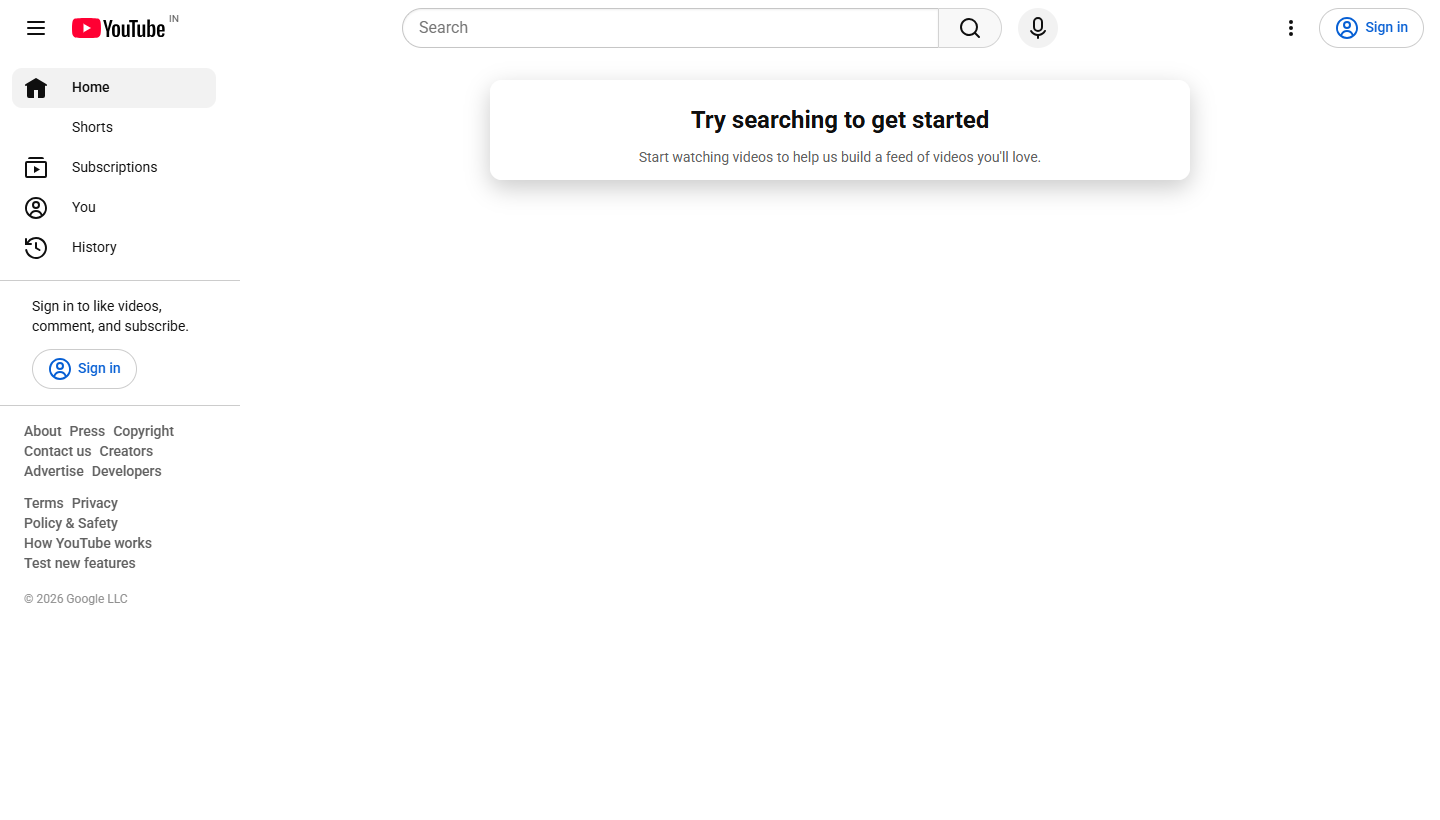 YouTube IN
Search
Sign in
Home
Shorts
Subscriptions
You
History
Sign in to like videos,
comment, and subscribe.
Sign in
About Press Copyright
Contact us Creators
Advertise Developers
Terms Privacy
Policy & Safety
How YouTube works
Test new features
© 2026 Google LLC
Try searching to get started
Start watching videos to help us build a feed of videos you'll love.